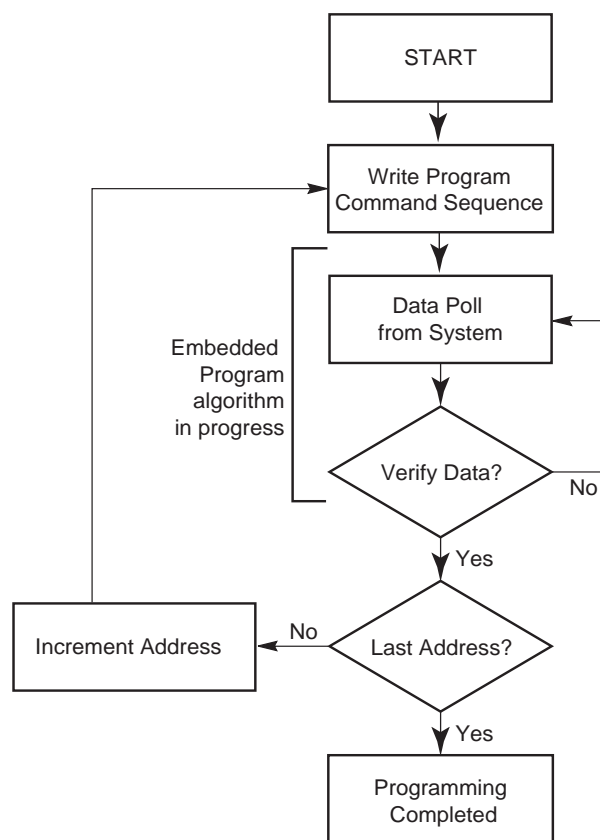 START
Write Program
Command Sequence
Data Poll
from System
Embedded
Program
algorithm
in progress
Verify Data?
No
Yes
Increment Address
No
Last Address?
Yes
Programming
Completed